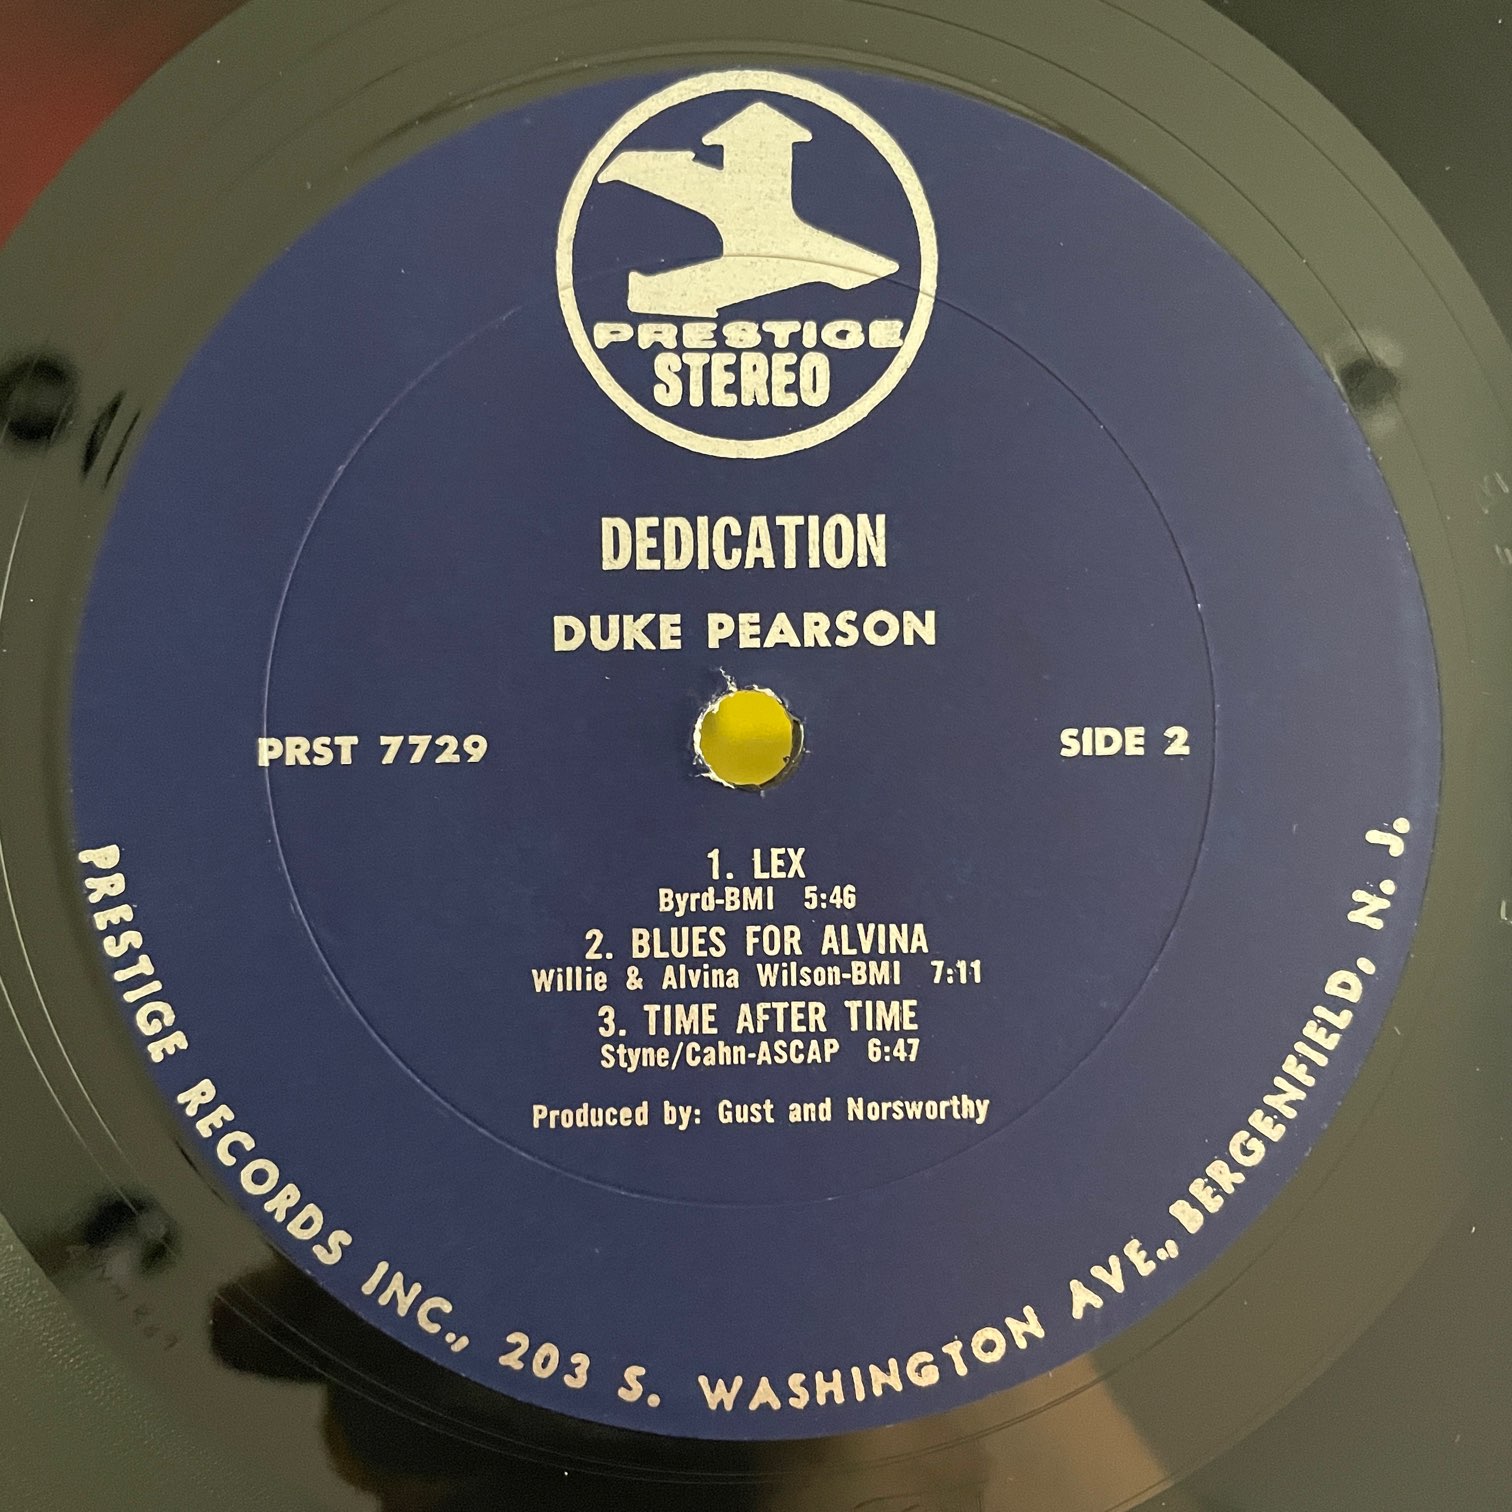 PRESTIGE
STEREO
DEDICATION
DUKE PEARSON
PRST 7729
SIDE 2
1. LEX
Byrd-BMI 5:46
2. BLUES FOR ALVINA
Willie & Alvina Wilson-BMI 7:11
3. TIME AFTER TIME
Styne/Cahn-ASCAP 6:47
Produced by: Gust and Norsworthy
PRESTIGE RECORDS INC., 203 S. WASHINGTON AVE., BERGENFIELD, N. J.